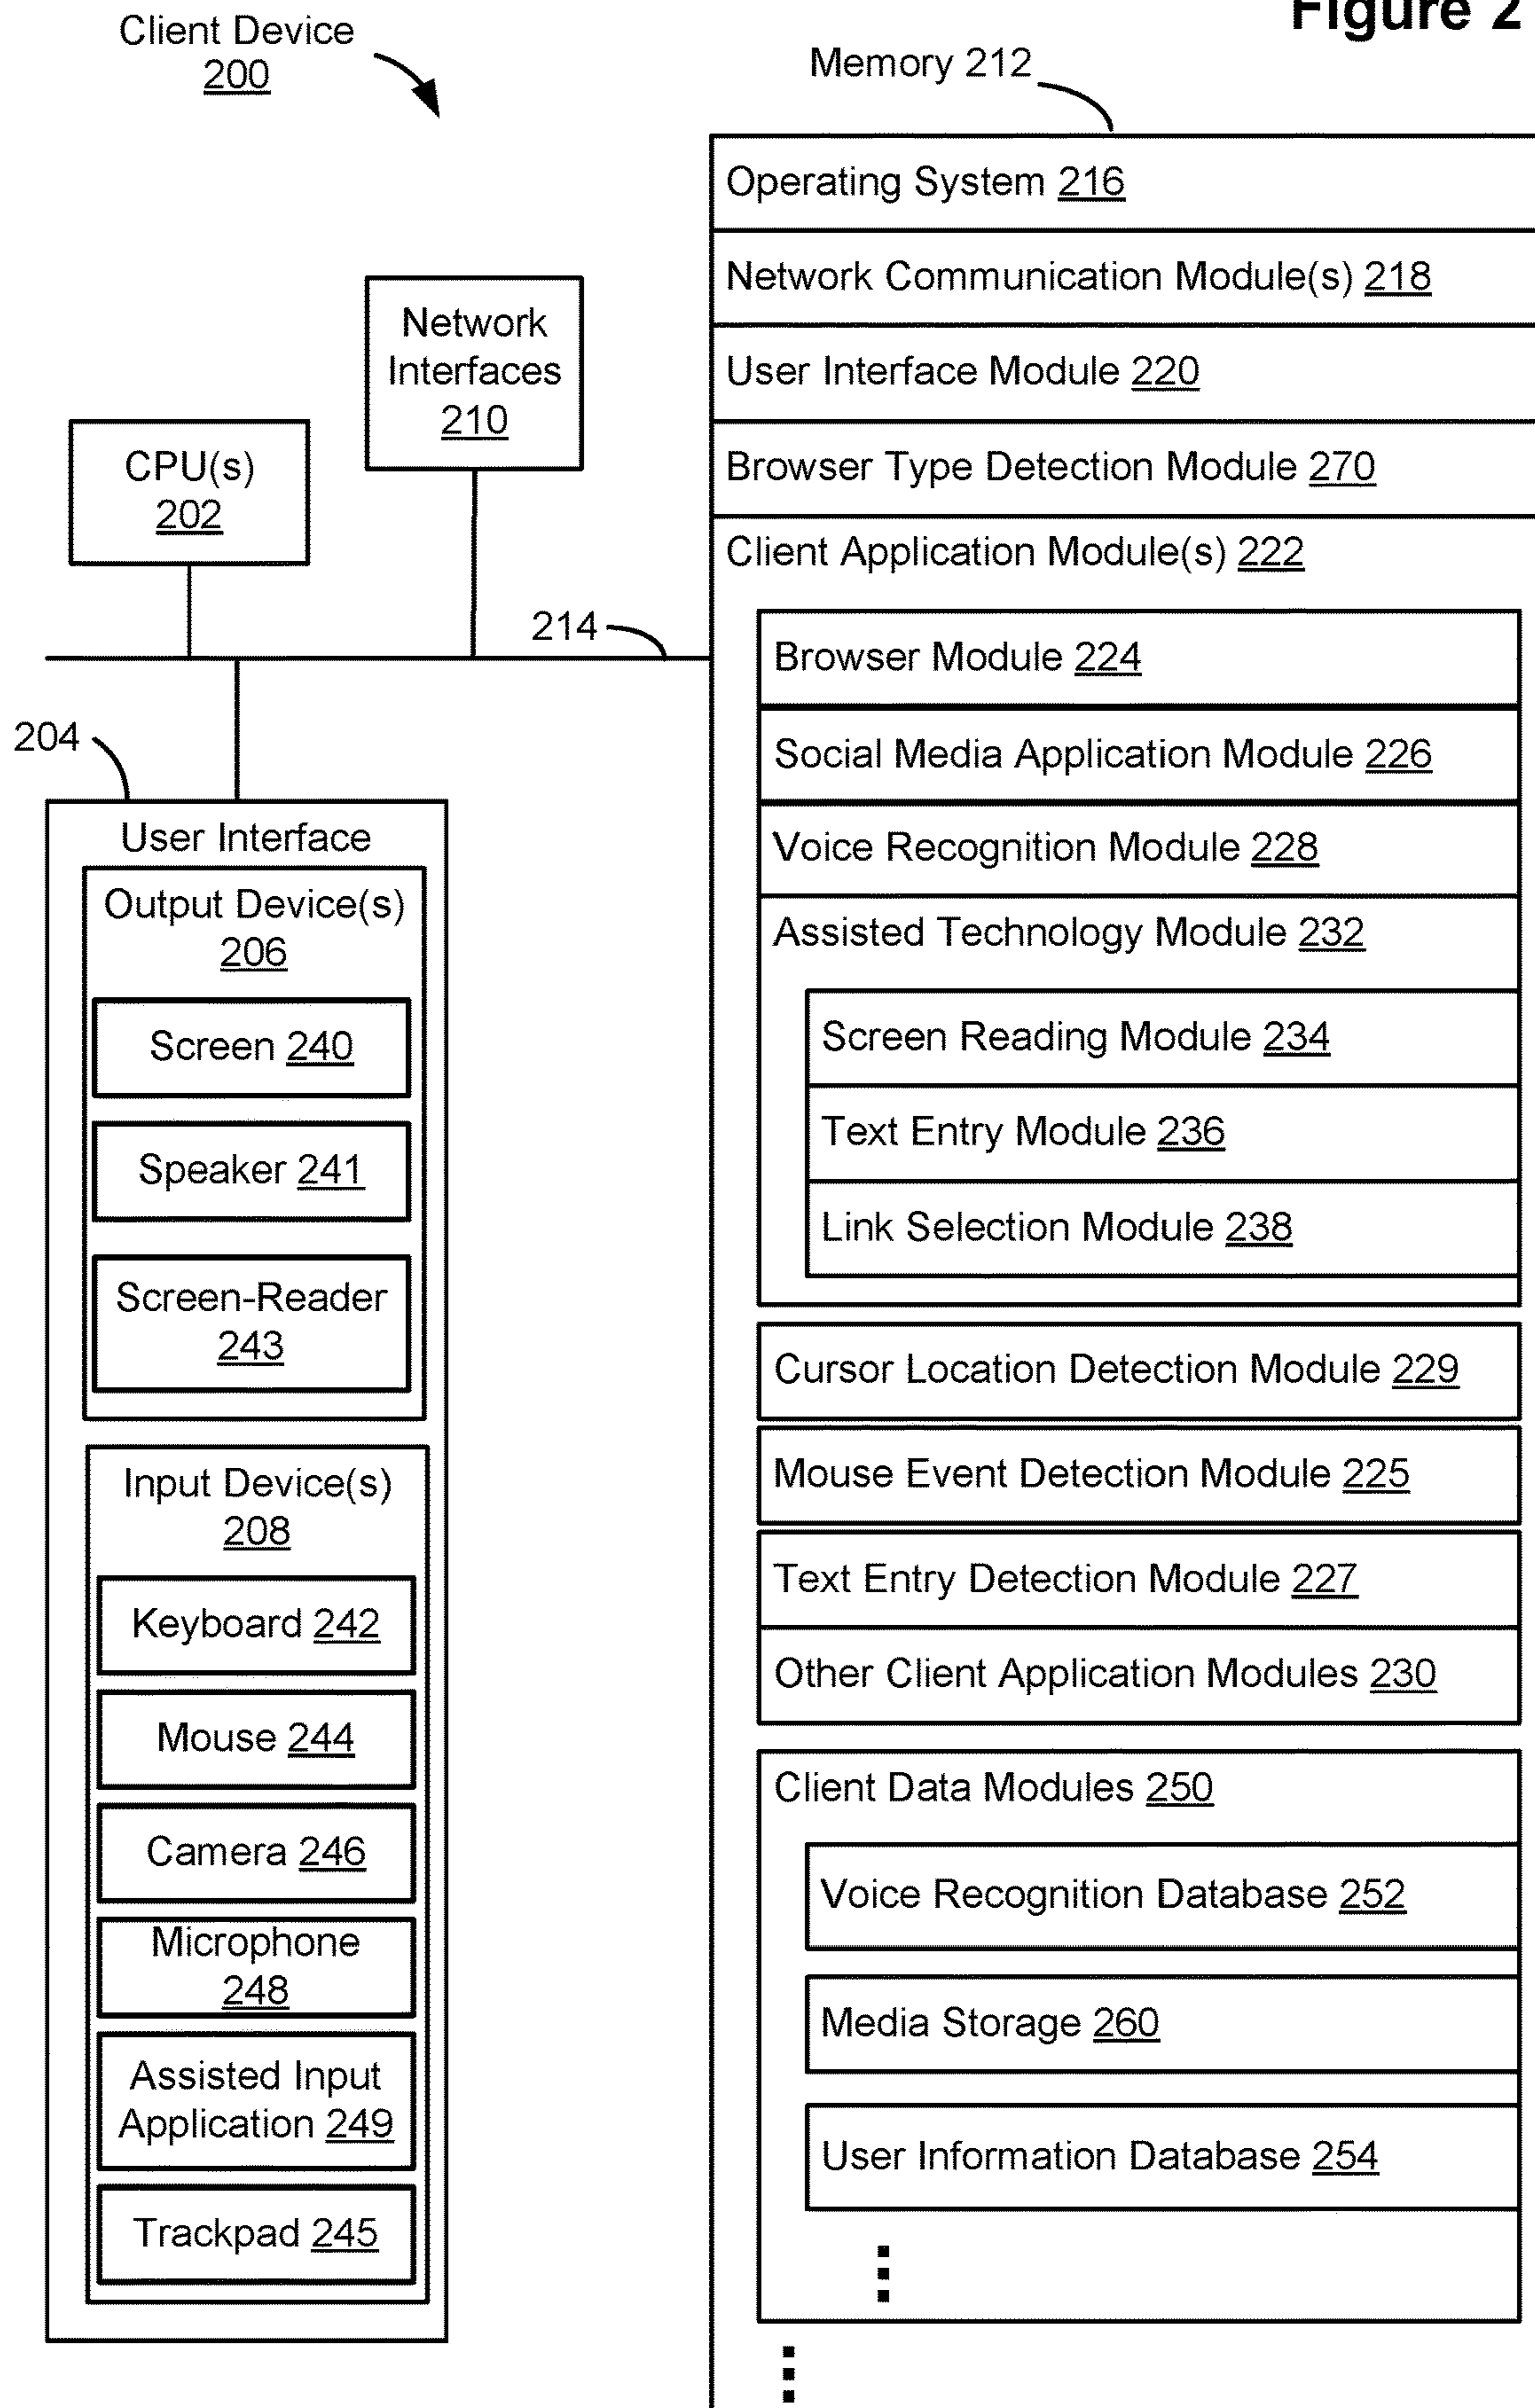 Figure 2
Client Device
200
Memory 212
Operating System 216
Network Communication Module(s) 218
User Interface Module 220
Browser Type Detection Module 270
Client Application Module(s) 222
Browser Module 224
Social Media Application Module 226
Voice Recognition Module 228
Assisted Technology Module 232
Screen Reading Module 234
Text Entry Module 236
Link Selection Module 238
Cursor Location Detection Module 229
Mouse Event Detection Module 225
Text Entry Detection Module 227
Other Client Application Modules 230
Client Data Modules 250
Voice Recognition Database 252
Media Storage 260
User Information Database 254
Network
Interfaces
210
CPU(s)
202
214
204
User Interface
Output Device(s)
206
Screen 240
Speaker 241
Screen-Reader
243
Input Device(s)
208
Keyboard 242
Mouse 244
Camera 246
Microphone
248
Assisted Input
Application 249
Trackpad 245